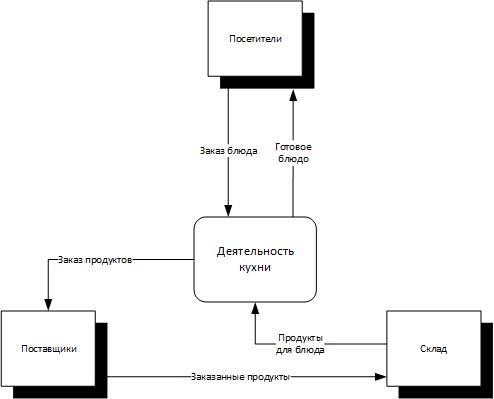 Посетители
Заказ блюда
Готовое
блюдо
Деятельность
кухни
Заказ продуктов
Поставщики
Продукты
для блюда
Склад
Заказанные продукты